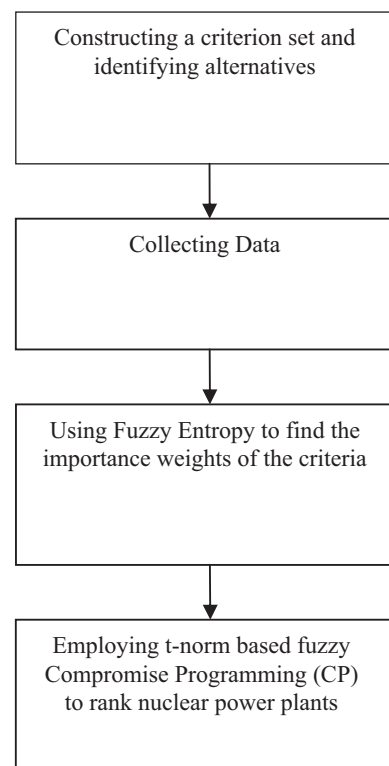 Constructing a criterion set and
identifying alternatives
Collecting Data
Using Fuzzy Entropy to find the
importance weights of the criteria
Employing t-norm based fuzzy
Compromise Programming (CP)
to rank nuclear power plants